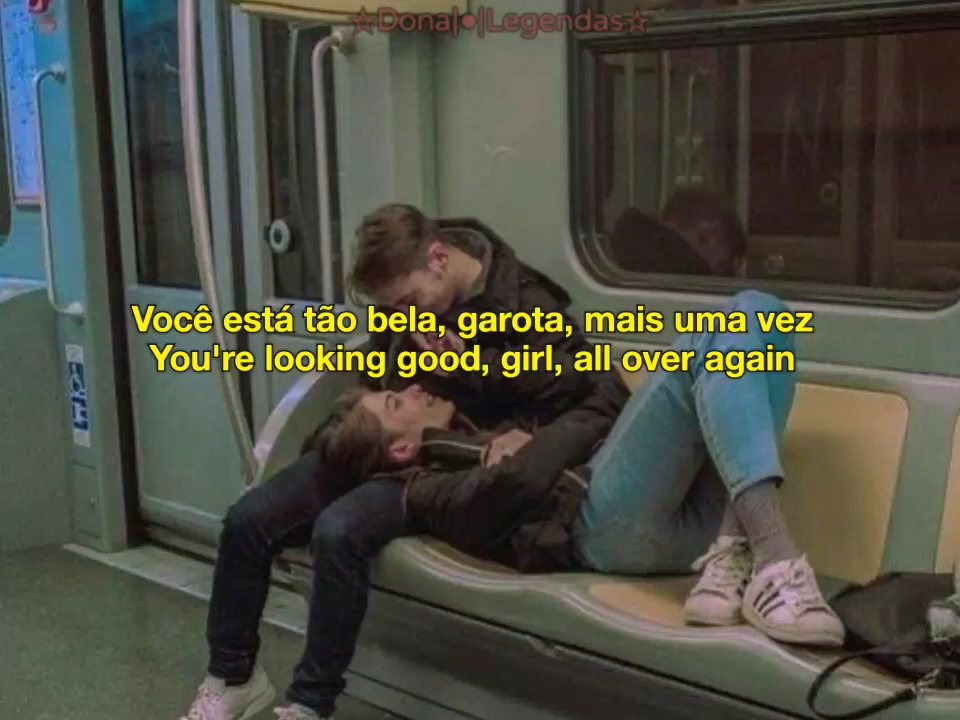 ☆Dona|●|Legendas☆
Você está tão bela, garota, mais uma vez
You're looking good, girl, all over again